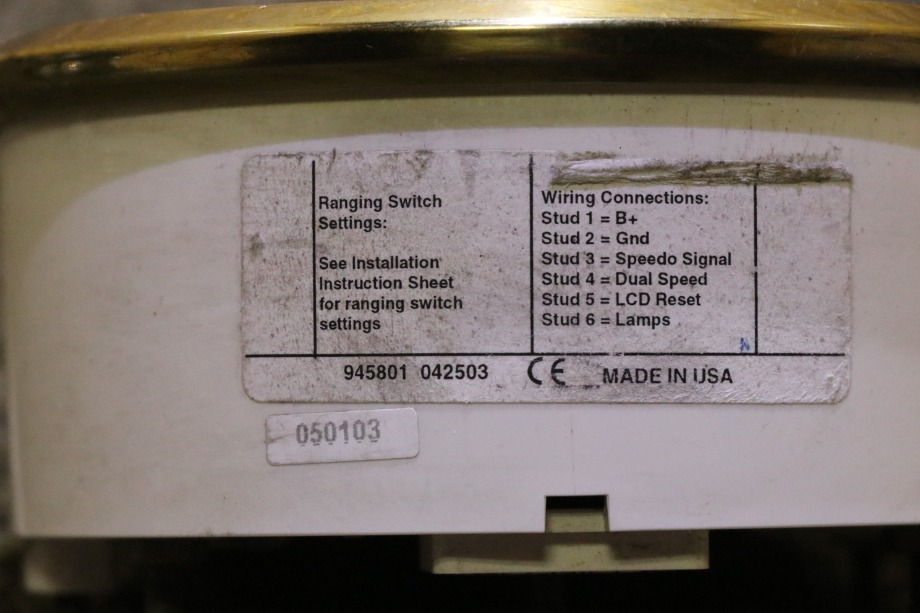 Ranging Switch
Settings:
See Installation
Instruction Sheet
for ranging switch
settings
Wiring Connections:
Stud 1 = B+
Stud 2 = Gnd
Stud 3 = Speedo Signal
Stud 4 = Dual Speed
Stud 5 = LCD Reset
Stud 6 = Lamps
945801 042503 CE MADE IN USA
050103